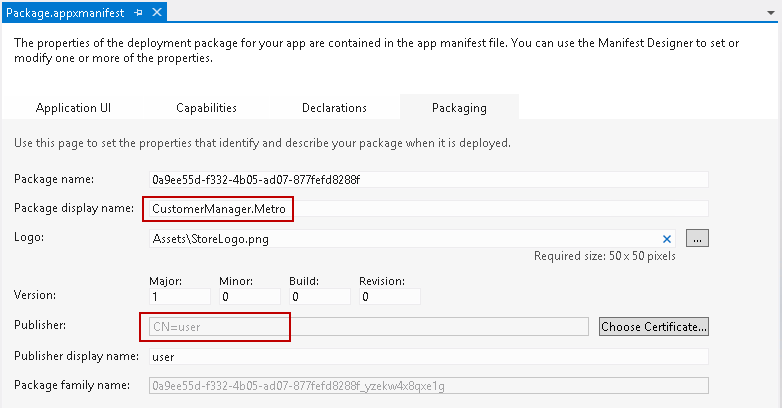 Package.appxmanifest
The properties of the deployment package for your app are contained in the app manifest file. You can use the Manifest Designer to set or
modify one or more of the properties.
Application UI Capabilities Declarations Packaging
Use this page to set the properties that identify and describe your package when it is deployed.
Package name: 0a9ee55d-f332-4b05-ad07-877fefd8288f
Package display name: CustomerManager.Metro
Logo: Assets\StoreLogo.png ...
Required size: 50 x 50 pixels
Major: Minor: Build: Revision:
Version: 1 0 0 0
Publisher: CN=user Choose Certificate...
Publisher display name: user
Package family name: 0a9ee55d-f332-4b05-ad07-877fefd8288f_yzekw4x8qxe1g